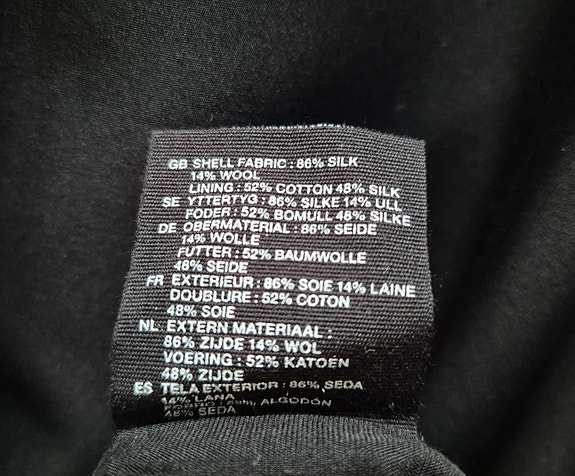 GB SHELL FABRIC : 86% SILK
14% WOOL
LINING : 52% COTTON 48% SILK
SE YTTERTYG : 86% SILKE 14% ULL
FODER : 52% BOMULL 48% SILKE
DE OBERMATERIAL : 86% SEIDE
14% WOLLE
FUTTER : 52% BAUMWOLLE
48% SEIDE
FR EXTERIEUR : 86% SOIE 14% LAINE
DOUBLURE : 52% COTON
48% SOIE
NL EXTERN MATERIAAL :
86% ZIJDE 14% WOL
VOERING : 52% KATOEN
48% ZIJDE
ES TELA EXTERIOR : 86% SEDA
14% LANA
ALGODÓN
48% SEDA